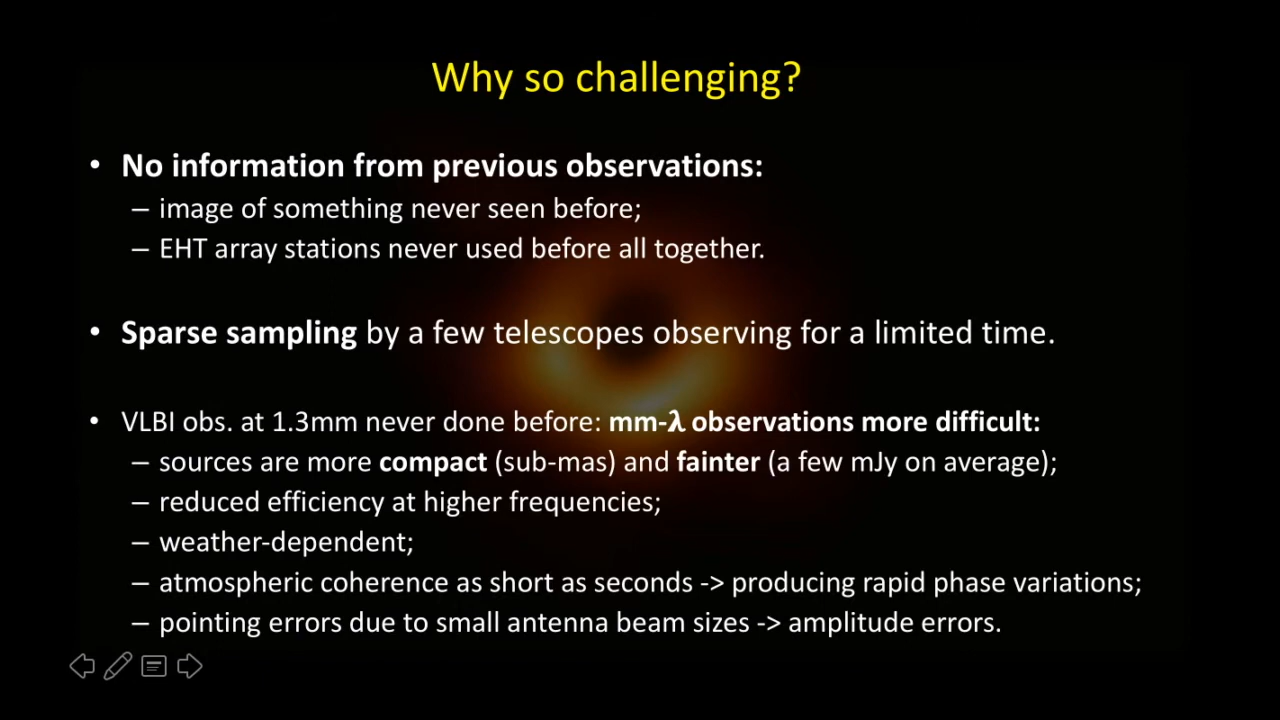 Why so challenging?
• No information from previous observations:
– image of something never seen before;
– EHT array stations never used before all together.
• Sparse sampling by a few telescopes observing for a limited time.
• VLBI obs. at 1.3mm never done before: mm-λ observations more difficult:
– sources are more compact (sub-mas) and fainter (a few mJy on average);
– reduced efficiency at higher frequencies;
– weather-dependent;
– atmospheric coherence as short as seconds -> producing rapid phase variations;
– pointing errors due to small antenna beam sizes -> amplitude errors.